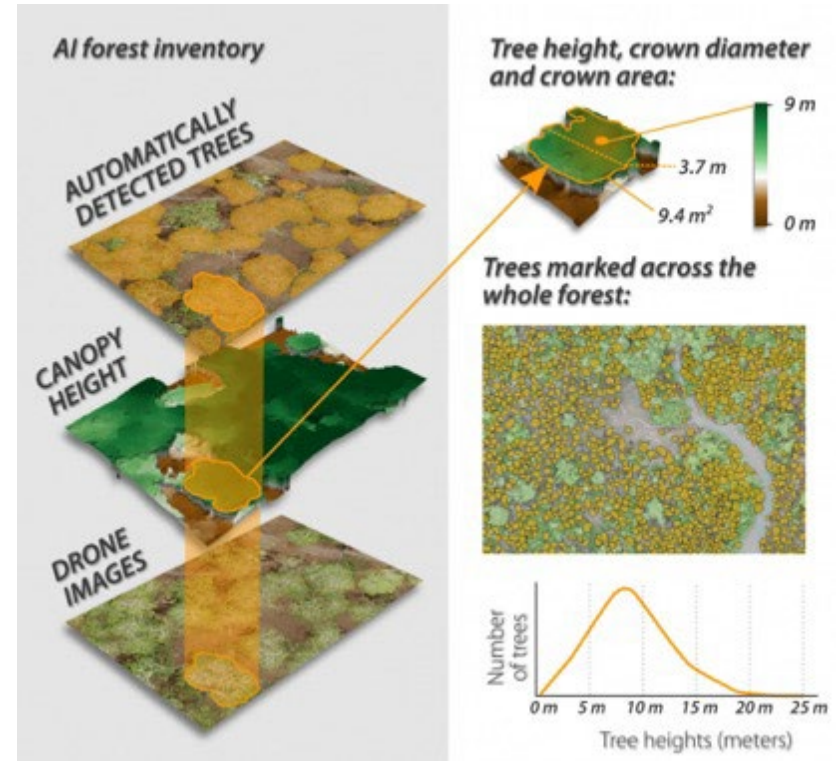 AI forest inventory
AUTOMATICALLY
DETECTED TREES
CANOPY
HEIGHT
DRONE
IMAGES
Tree height, crown diameter
and crown area:
9 m
3.7 m
9.4 m²
0 m
Trees marked across the
whole forest:
Number
of trees
0 m 5 m 10 m 15 m 20 m 25 m
Tree heights (meters)